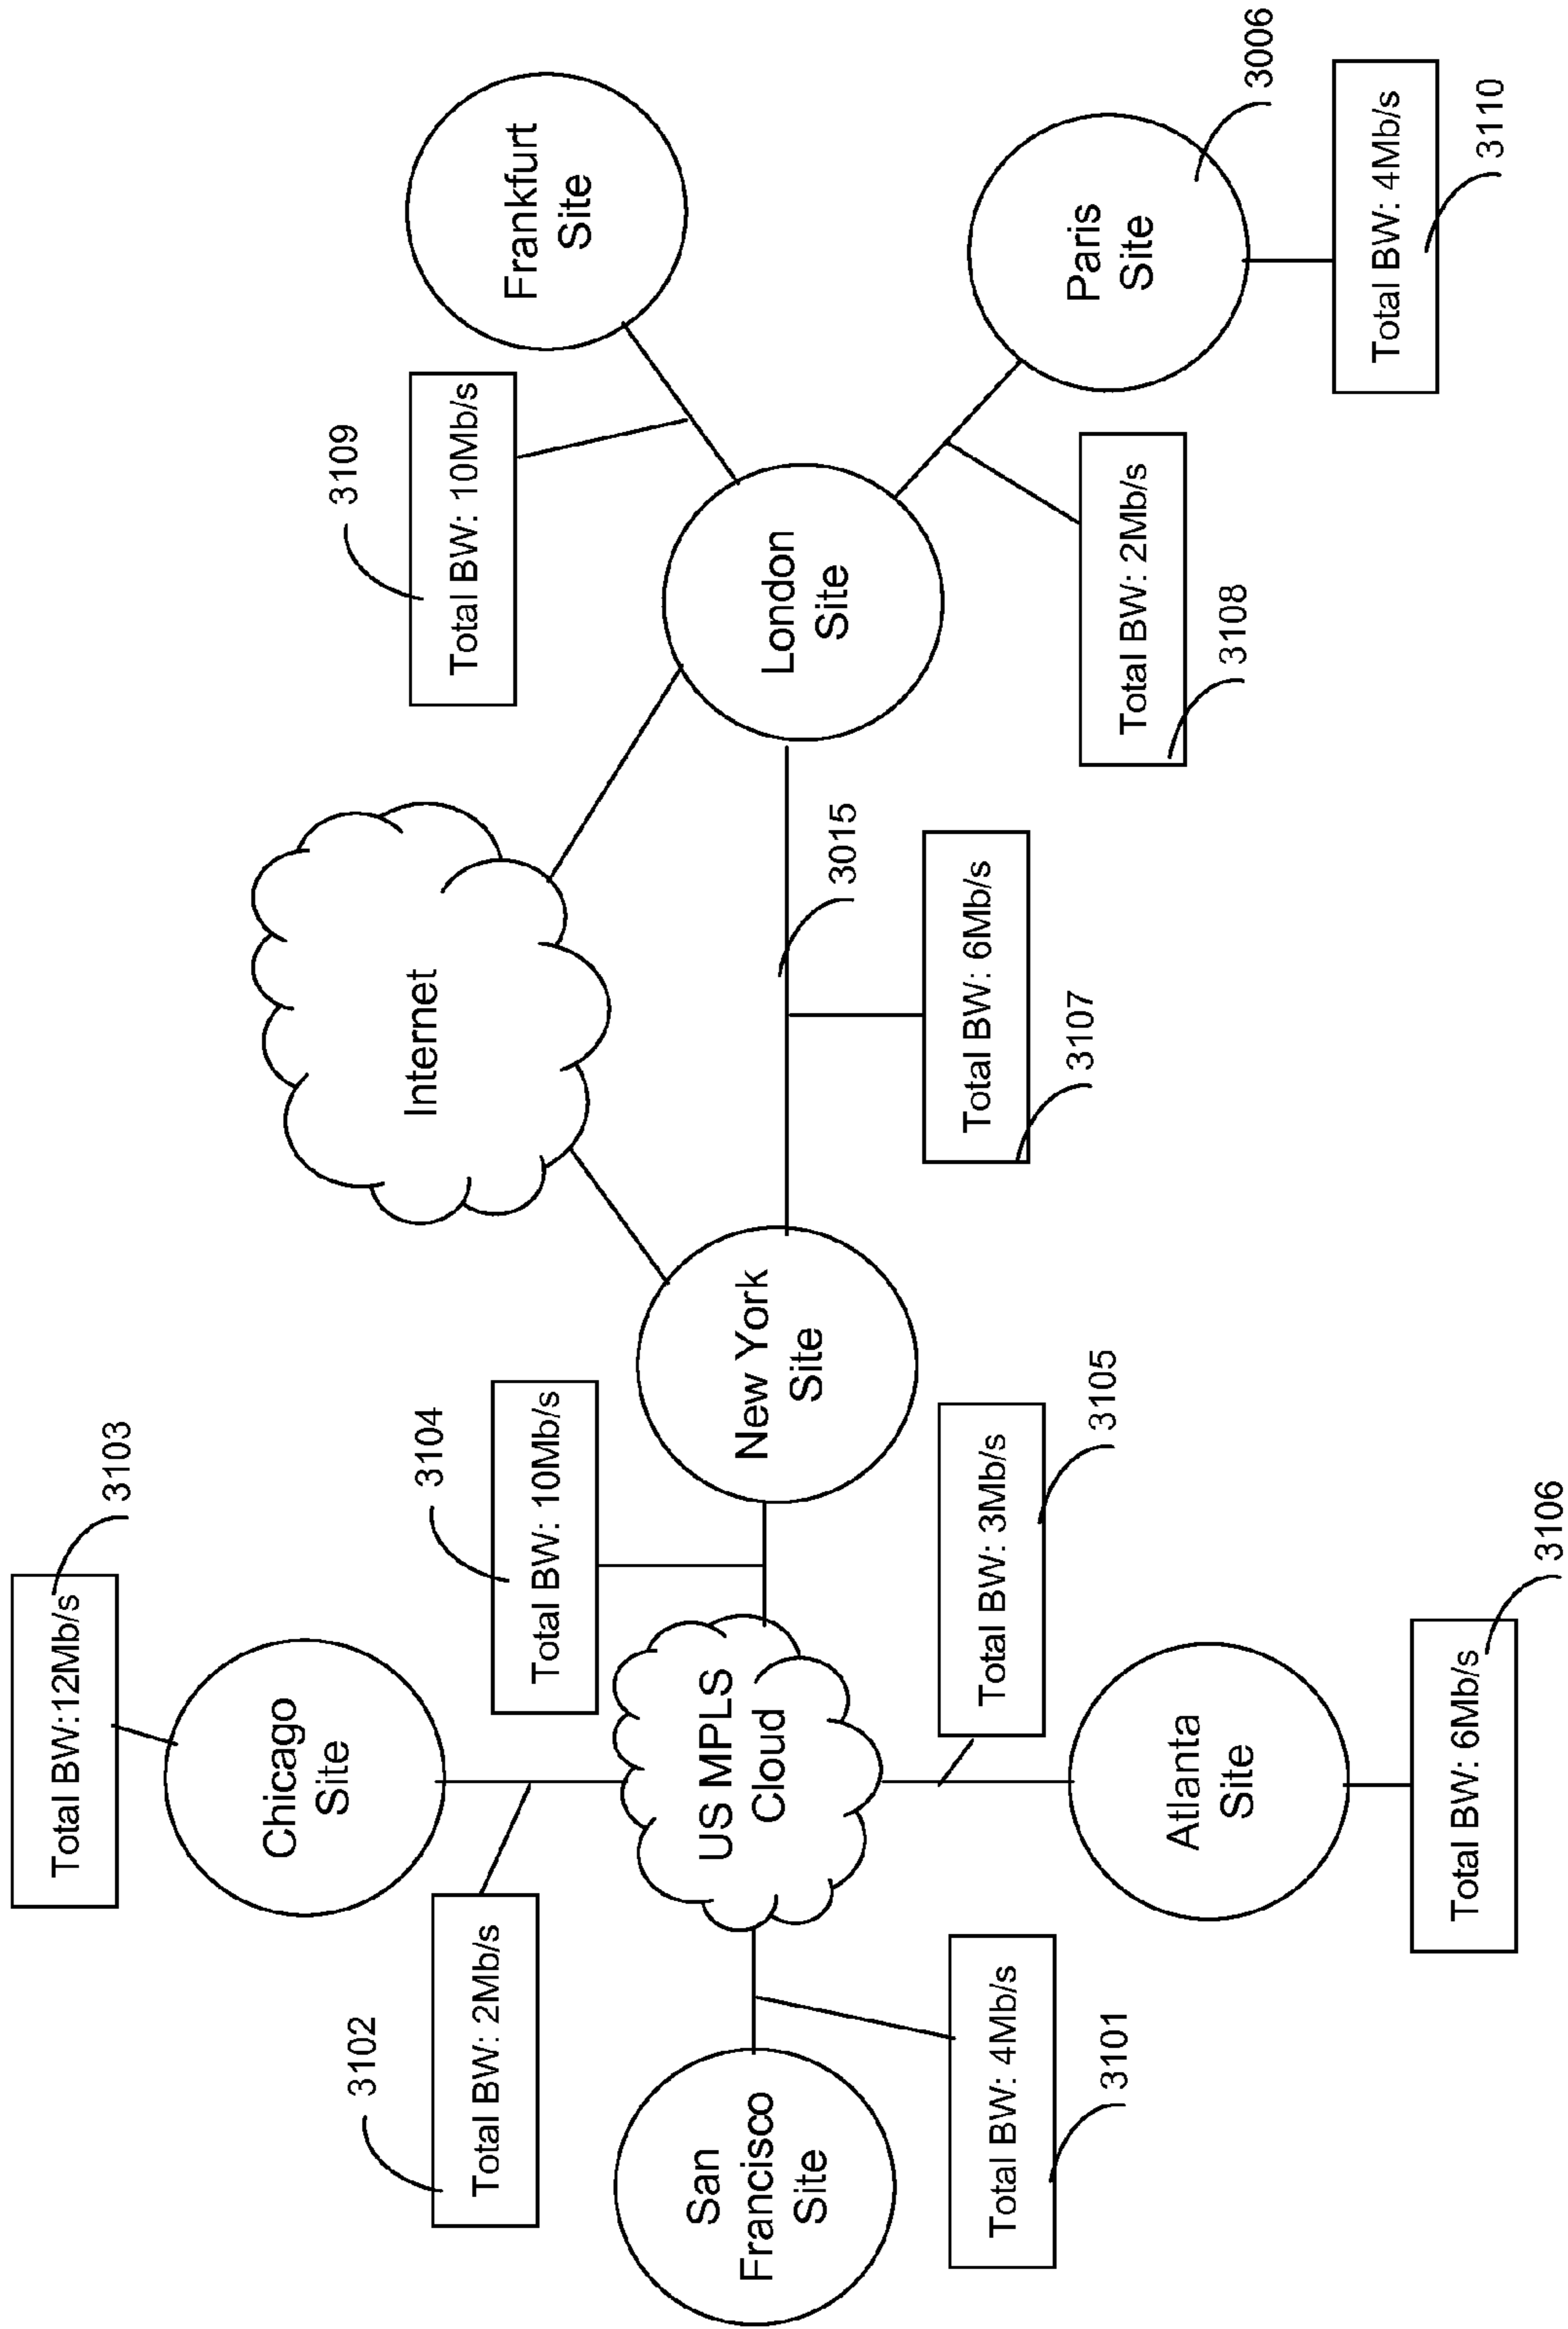 3103
Total BW:12Mb/s
Chicago
Site
3102
Total BW: 2Mb/s
3104
Total BW: 10Mb/s
San
Francisco
Site
US MPLS
Cloud
New York
Site
Internet
3109
Total BW: 10Mb/s
Frankfurt
Site
London
Site
3015
Total BW: 4Mb/s
3101
Total BW: 3Mb/s
3105
Total BW: 6Mb/s
3107
Total BW: 2Mb/s
3108
Paris
Site
3006
Atlanta
Site
Total BW: 6Mb/s
3106
Total BW: 4Mb/s
3110